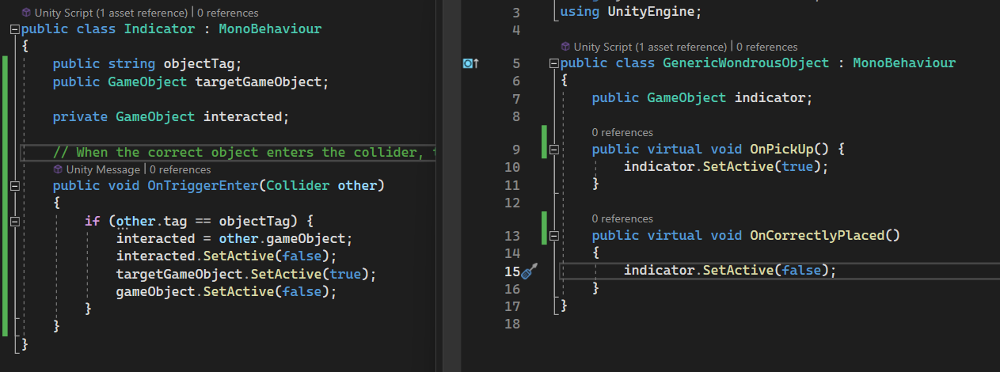 Unity Script (1 asset reference) | 0 references
public class Indicator : MonoBehaviour
{
public string objectTag;
public GameObject targetGameObject;
private GameObject interacted;
// When the correct object enters the collider,
Unity Message | 0 references
public void OnTriggerEnter(Collider other)
{
if (other.tag == objectTag) {
interacted = other.gameObject;
interacted.SetActive(false);
targetGameObject.SetActive(true);
gameObject.SetActive(false);
}
}
}
3 using UnityEngine;
4
Unity Script (1 asset reference) | 0 references
5 public class GenericWondrousObject : MonoBehaviour
6 {
7 public GameObject indicator;
8
0 references
9 public virtual void OnPickUp() {
10 indicator.SetActive(true);
11 }
12
0 references
13 public virtual void OnCorrectlyPlaced()
14 {
15 indicator.SetActive(false);
16 }
17 }
18